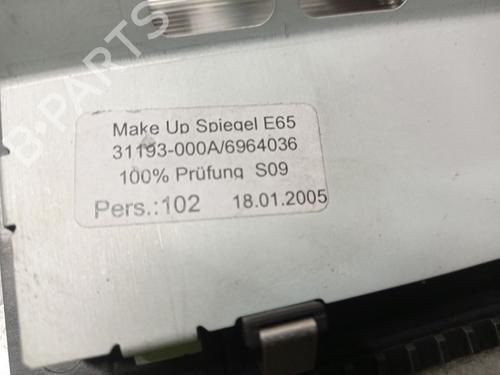 B-PARTS
Make Up Spiegel E65
31193-000A/6964036
100% Prüfung S09
Pers.:102 18.01.2005